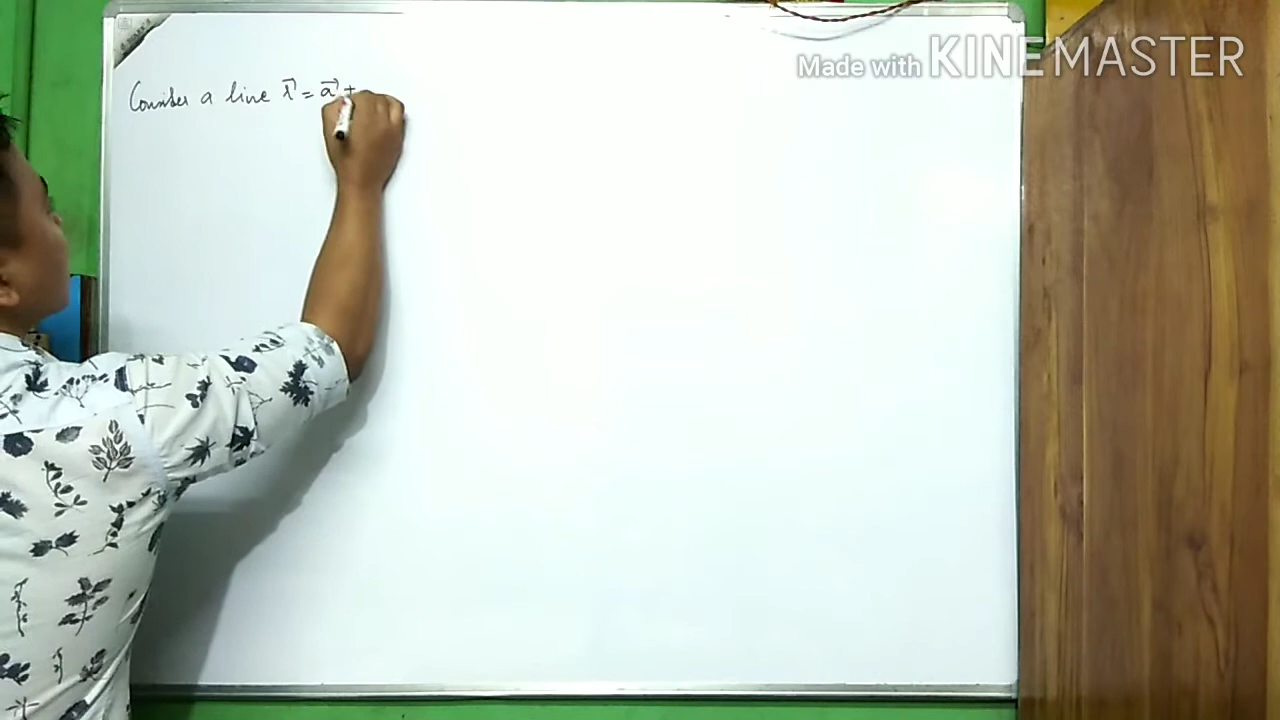 Made with KINEMASTER
Consider a line r⃗ = a⃗ +